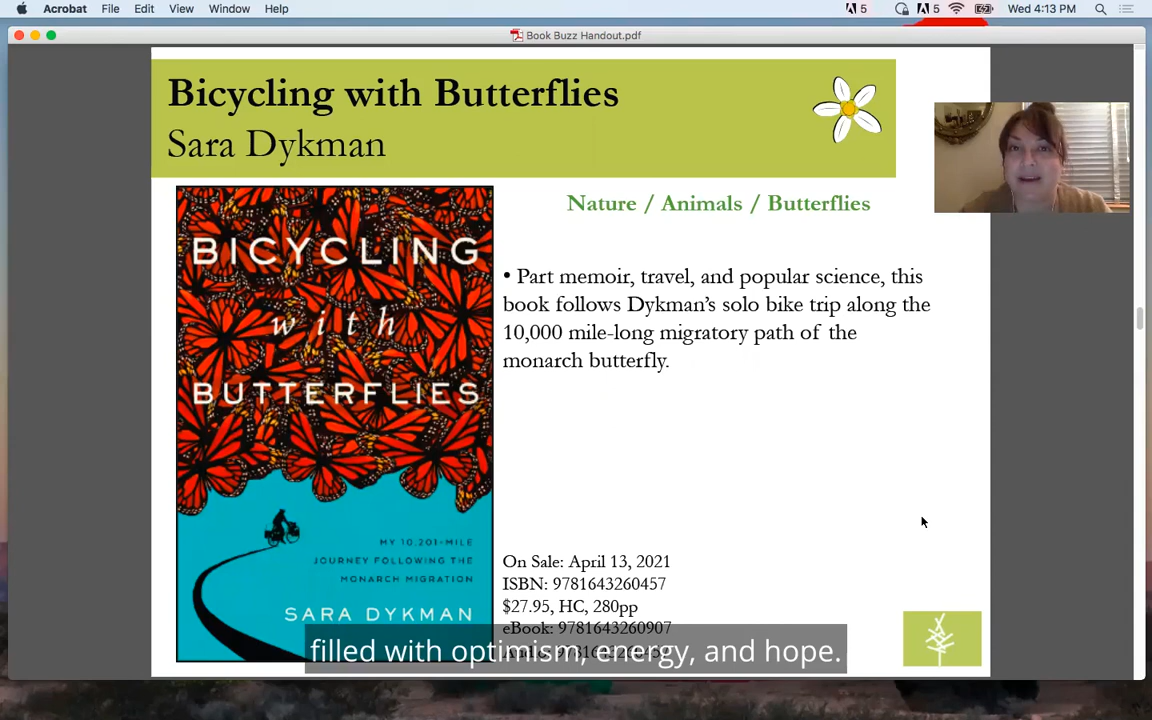 Acrobat File Edit View Window Help
5
5
Wed 4:13 PM
Book Buzz Handout.pdf
Bicycling with Butterflies
Sara Dykman
Nature / Animals / Butterflies
BICYCLING
with
BUTTERFLIES
MY 10,201-MILE
JOURNEY FOLLOWING THE
MONARCH MIGRATION
SARA DYKMAN
• Part memoir, travel, and popular science, this
book follows Dykman’s solo bike trip along the
10,000 mile-long migratory path of the
monarch butterfly.
On Sale: April 13, 2021
ISBN: 9781643260457
$27.95, HC, 280pp
eBook: 9781643260907
filled with optimism, energy, and hope.